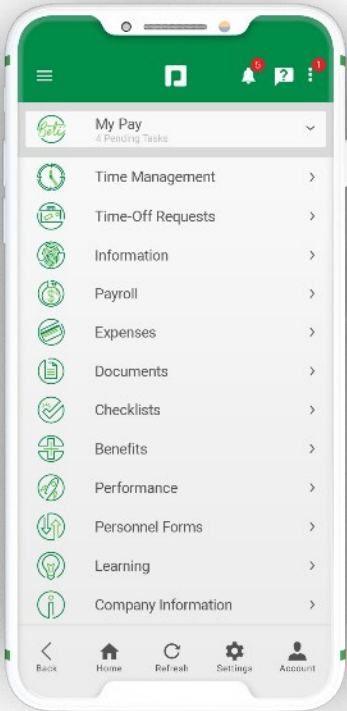 5
?
1
Beti
My Pay
4 Pending Tasks
Time Management
Time-Off Requests
Information
Payroll
Expenses
Documents
Checklists
Benefits
Performance
Personnel Forms
Learning
Company Information
Back Home Refresh Settings Account